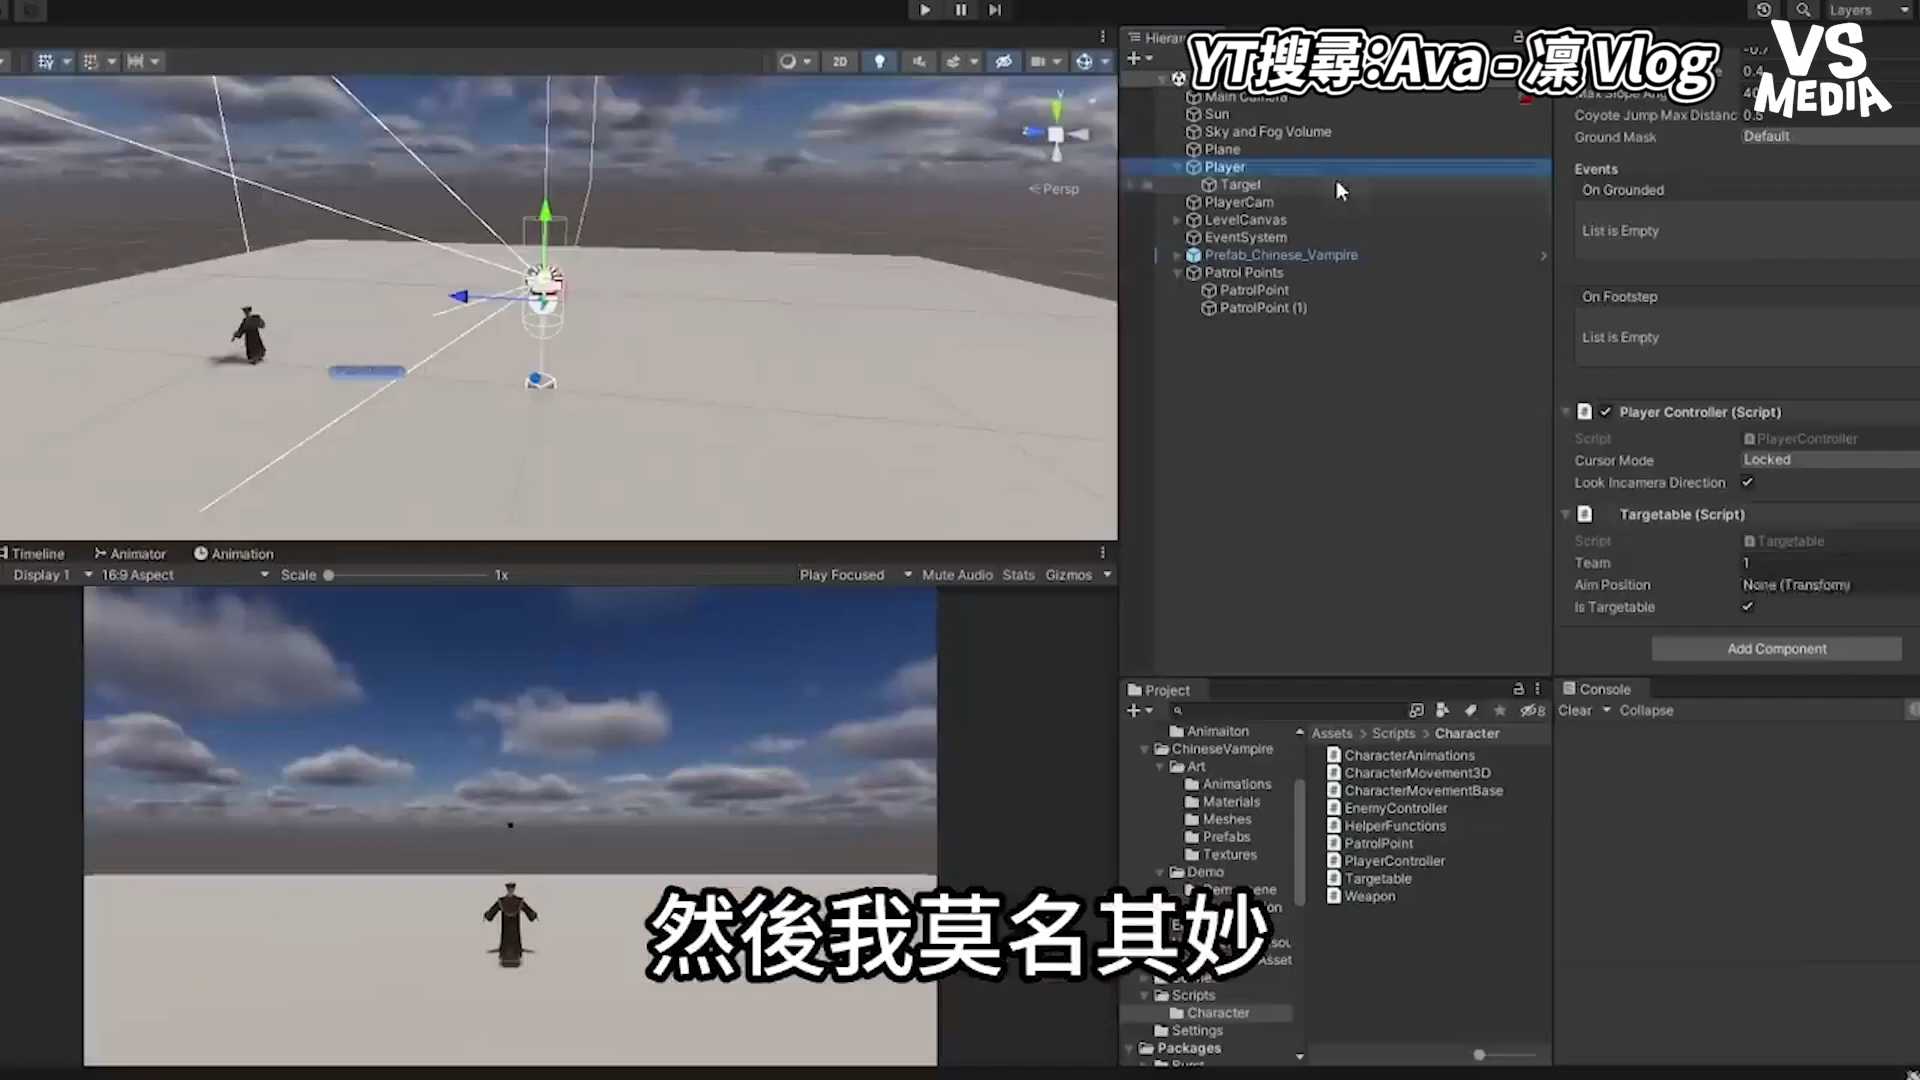 Layers
YT搜尋:Ava - 凜 Vlog
VS
MEDIA
2D
Persp
Main Camera
Sun
Sky and Fog Volume
Plane
Player
Target
PlayerCam
LevelCanvas
EventSystem
Prefab_Chinese_Vampire
Patrol Points
PatrolPoint
PatrolPoint (1)
Coyote Jump Max Distanc 0.5
Ground Mask Default
Events
On Grounded
List is Empty
On Footstep
List is Empty
Player Controller (Script)
Script PlayerController
Cursor Mode Locked
Look Incamera Direction
Targetable (Script)
Script Targetable
Team 1
Aim Position None (Transform)
Is Targetable
Add Component
Timeline Animator Animation
Display 1 16:9 Aspect Scale 1x Play Focused Mute Audio Stats Gizmos
Project
8
Animaiton
ChineseVampire
Art
Animations
Materials
Meshes
Prefabs
Textures
Demo
Scripts
Character
Settings
Packages
Assets > Scripts > Character
CharacterAnimations
CharacterMovement3D
CharacterMovementBase
EnemyController
HelperFunctions
PatrolPoint
PlayerController
Targetable
Weapon
Console
Clear Collapse
然後我莫名其妙